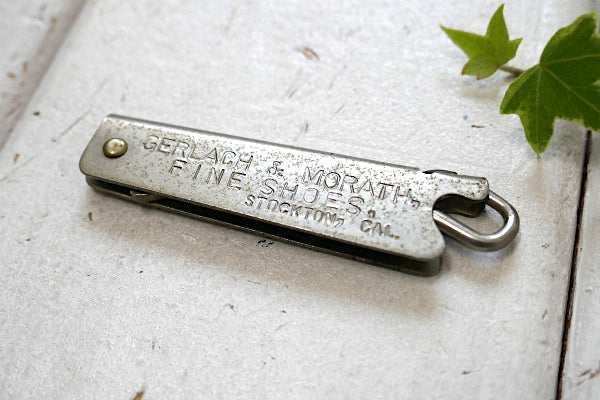 GERLACH & MORATH,
FINE SHOES,
STOCKTON, CAL.